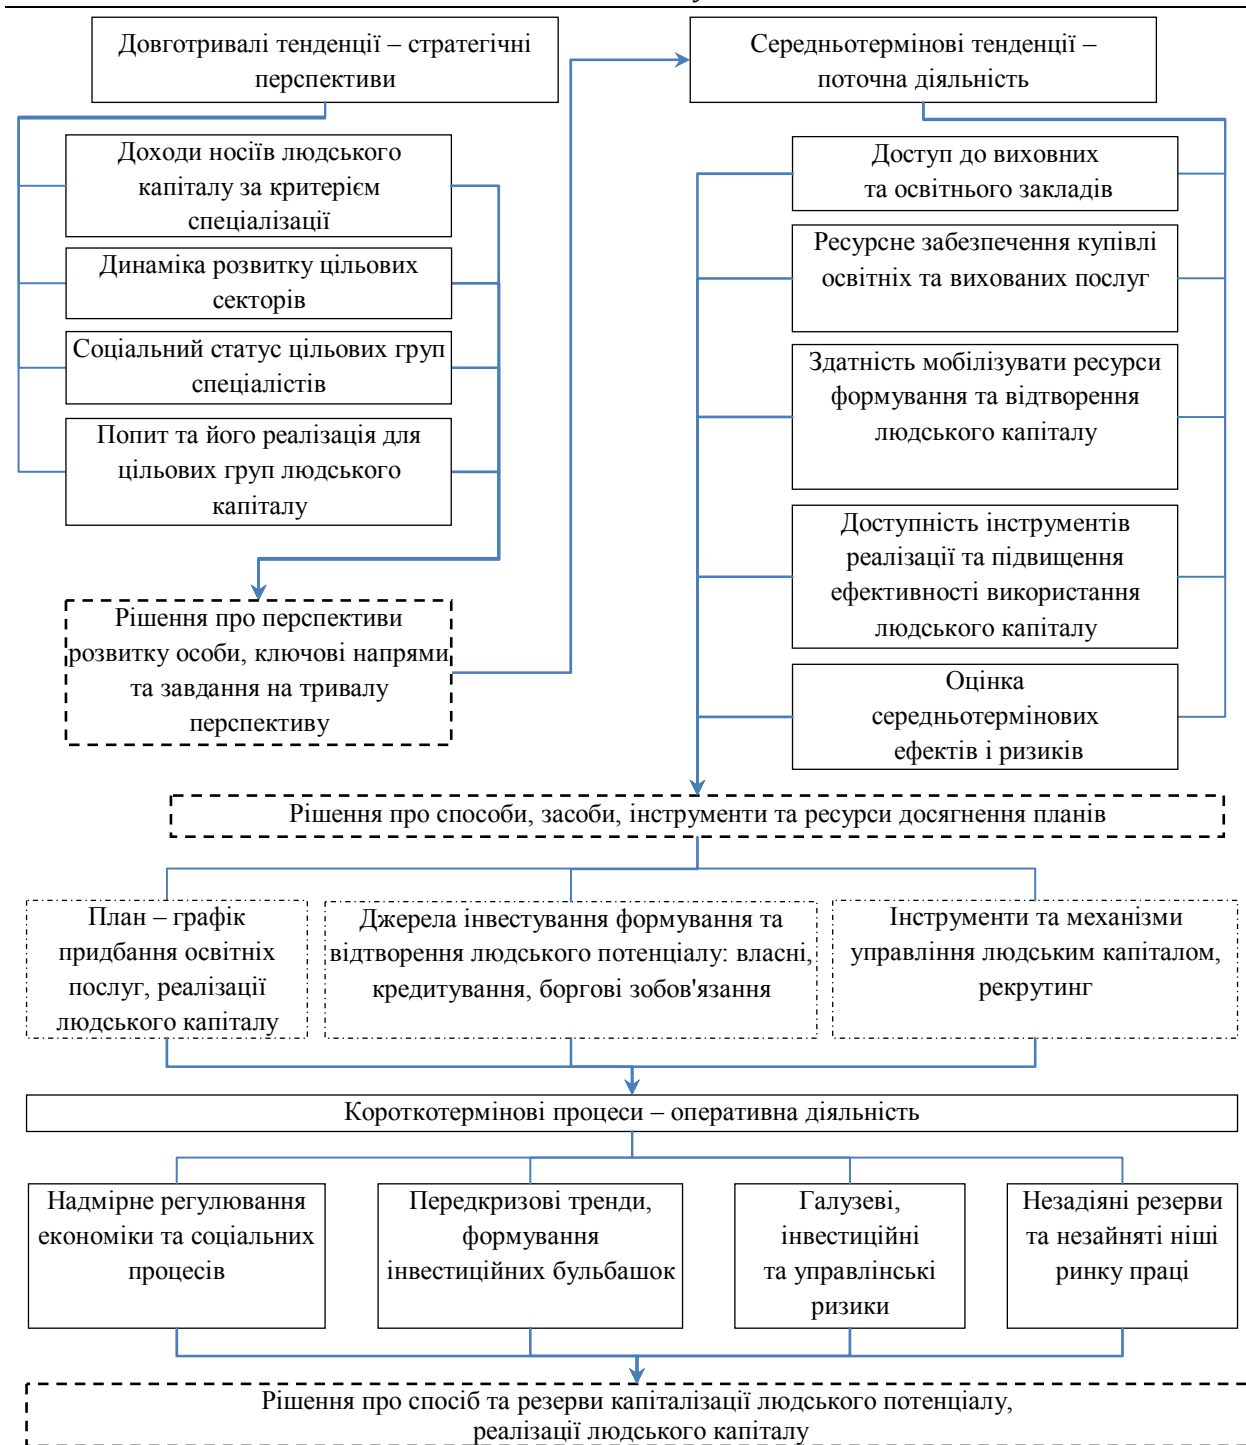 Довготривалі тенденції – стратегічні
перспективи
Середньотермінові тенденції –
поточна діяльність
Доходи носіїв людського
капіталу за критерієм
спеціалізації
Динаміка розвитку цільових
секторів
Соціальний статус цільових груп
спеціалістів
Попит та його реалізація для
цільових груп людського
капіталу
Рішення про перспективи
розвитку особи, ключові напрями
та завдання на тривалу
перспективу
Доступ до виховних
та освітнього закладів
Ресурсне забезпечення купівлі
освітніх та вихованих послуг
Здатність мобілізувати ресурси
формування та відтворення
людського капіталу
Доступність інструментів
реалізації та підвищення
ефективності використання
людського капіталу
Оцінка
середньотермінових
ефектів і ризиків
Рішення про способи, засоби, інструменти та ресурси досягнення планів
План – графік
придбання освітніх
послуг, реалізації
людського капіталу
Джерела інвестування формування та
відтворення людського потенціалу: власні,
кредитування, боргові зобов'язання
Інструменти та механізми
управління людським капіталом,
рекрутинг
Короткотермінові процеси – оперативна діяльність
Надмірне регулювання
економіки та соціальних
процесів
Передкризові тренди,
формування
інвестиційних бульбашок
Галузеві,
інвестиційні
та управлінські
ризики
Незадіяні резерви
та незайняті ніші
ринку праці
Рішення про спосіб та резерви капіталізації людського потенціалу,
реалізації людського капіталу